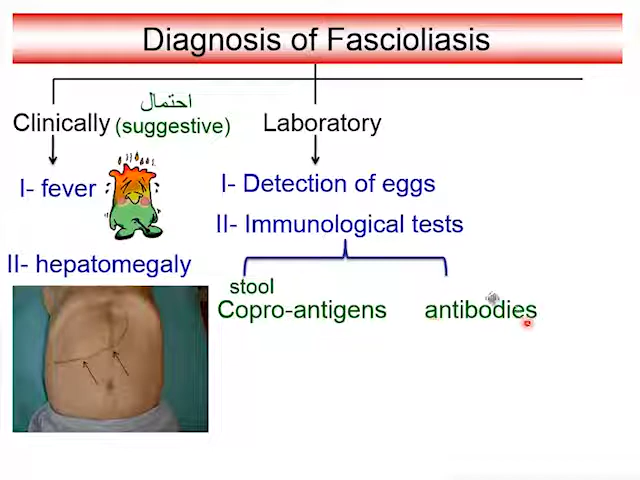 Diagnosis of Fascioliasis
Clinically
احتمال
(suggestive)
I- fever
II- hepatomegaly
Laboratory
I- Detection of eggs
II- Immunological tests
stool
Copro-antigens
antibodies